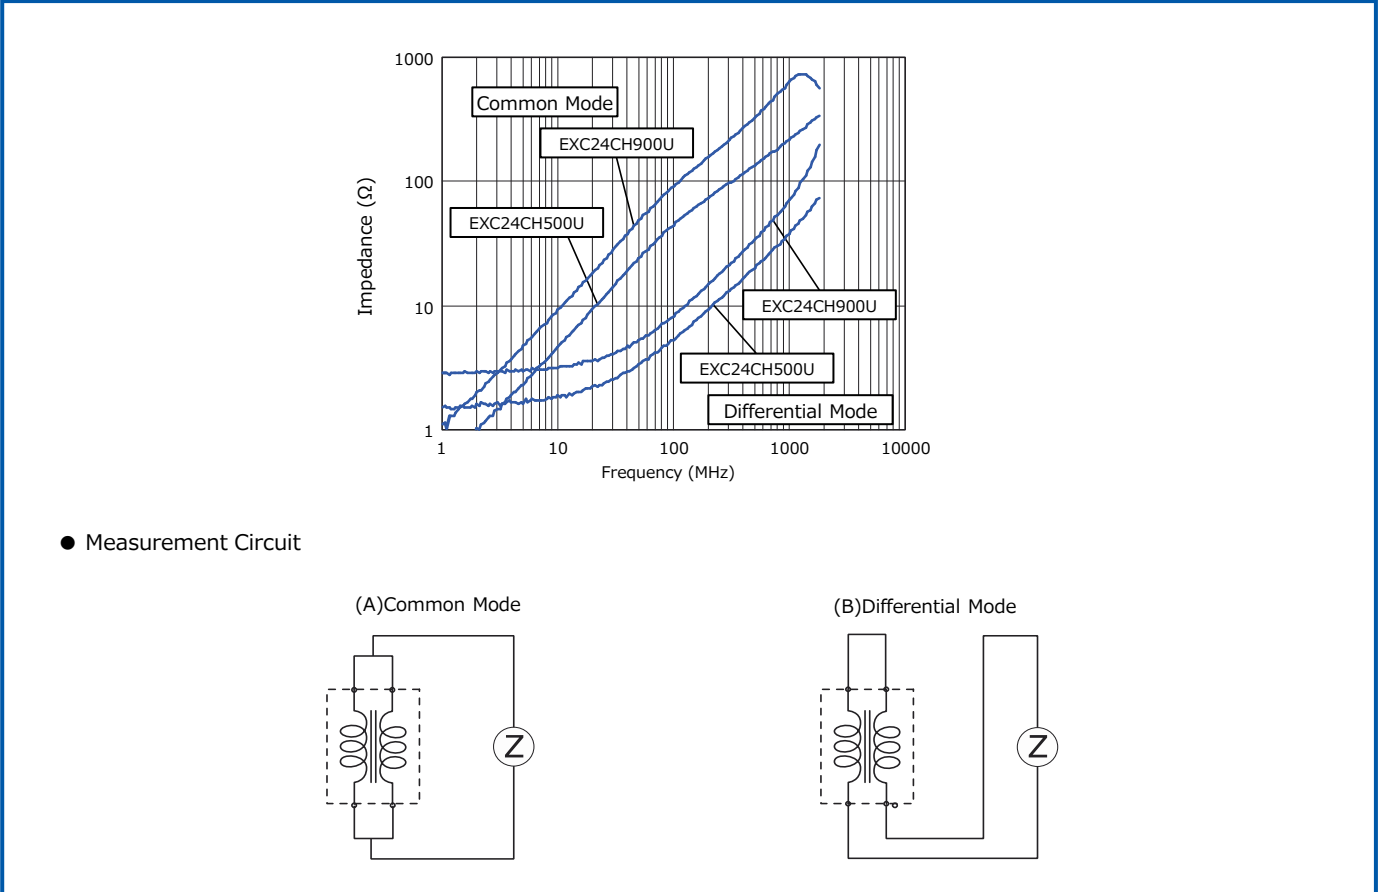 1000
Common Mode
EXC24CH900U
100
EXC24CH500U
Impedance (Ω)
10
EXC24CH900U
EXC24CH500U
Differential Mode
1
1 10 100 1000 10000
Frequency (MHz)
● Measurement Circuit
(A)Common Mode (B)Differential Mode
Z Z